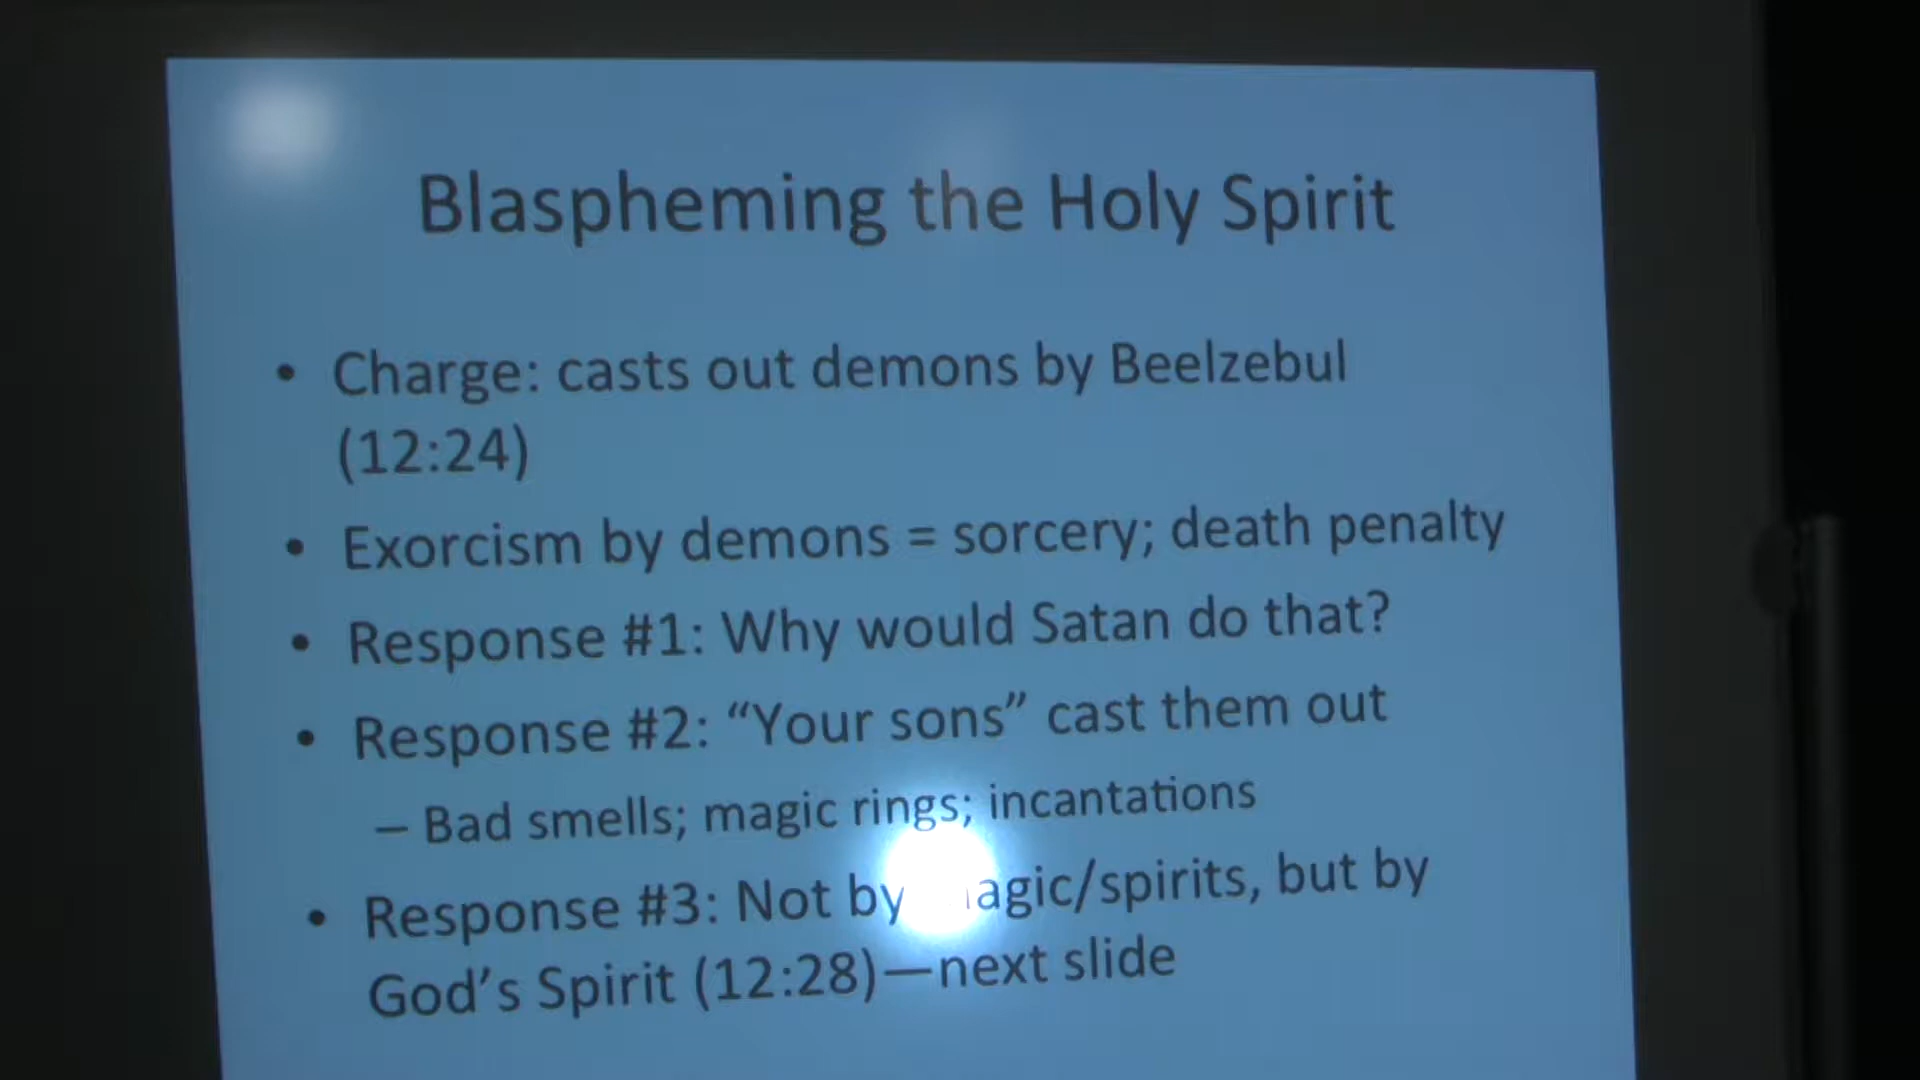 Blaspheming the Holy Spirit
• Charge: casts out demons by Beelzebul
(12:24)
• Exorcism by demons = sorcery; death penalty
• Response #1: Why would Satan do that?
• Response #2: “Your sons” cast them out
– Bad smells; magic rings; incantations
• Response #3: Not by magic/spirits, but by
God’s Spirit (12:28)—next slide